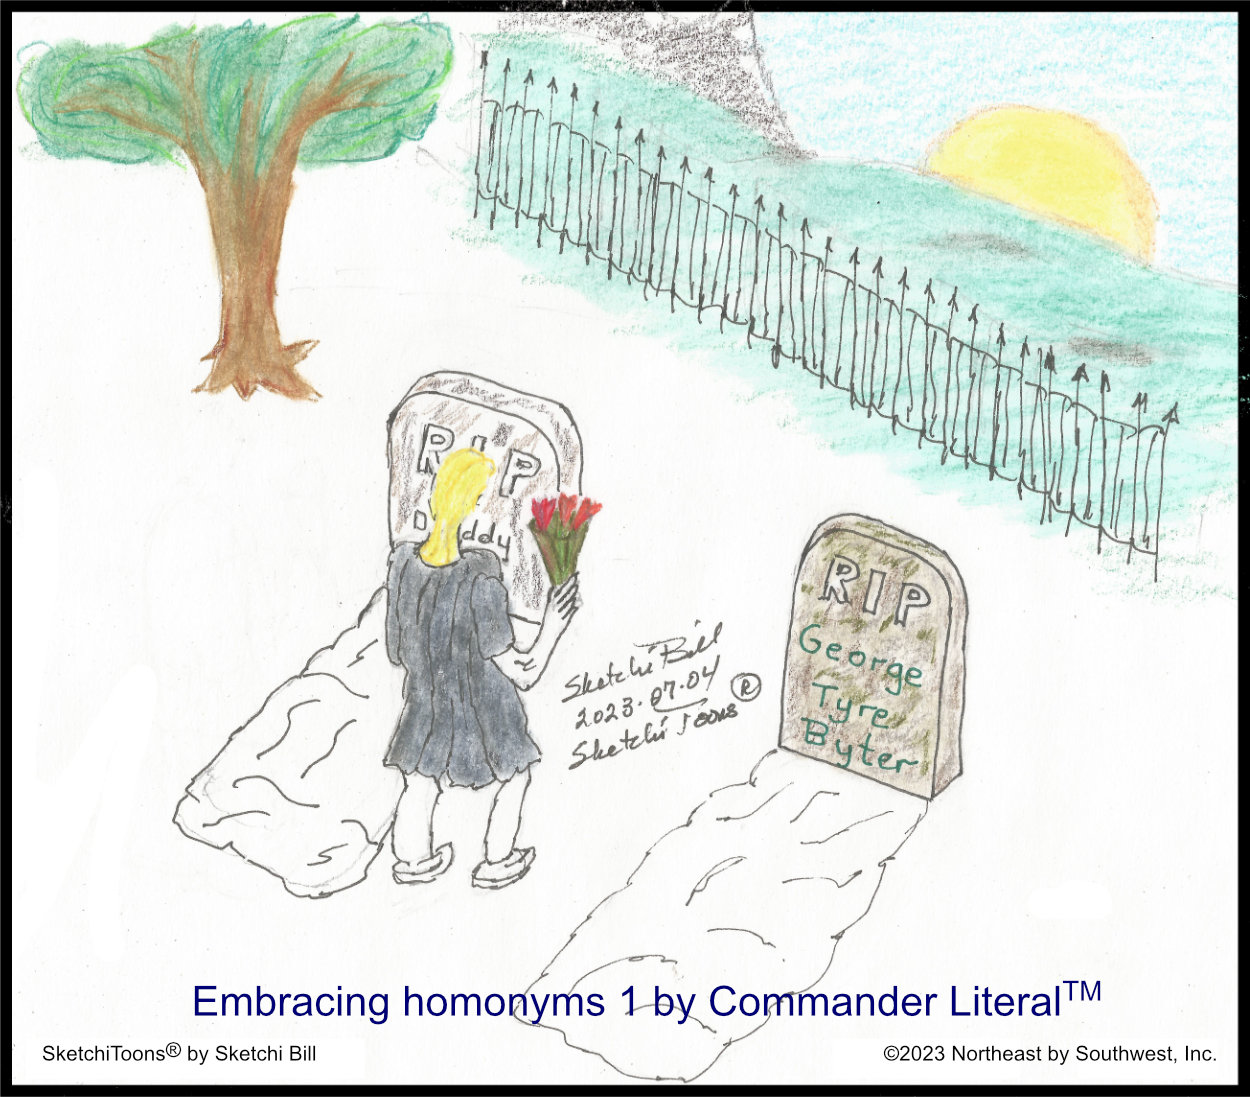 RIP
D ddy
RIP
George
Tyre
Byter
Sketchi Bill
2023.07.04
Sketchi Toons ®
Embracing homonyms 1 by Commander Literal™
SketchiToons® by Sketchi Bill
©2023 Northeast by Southwest, Inc.